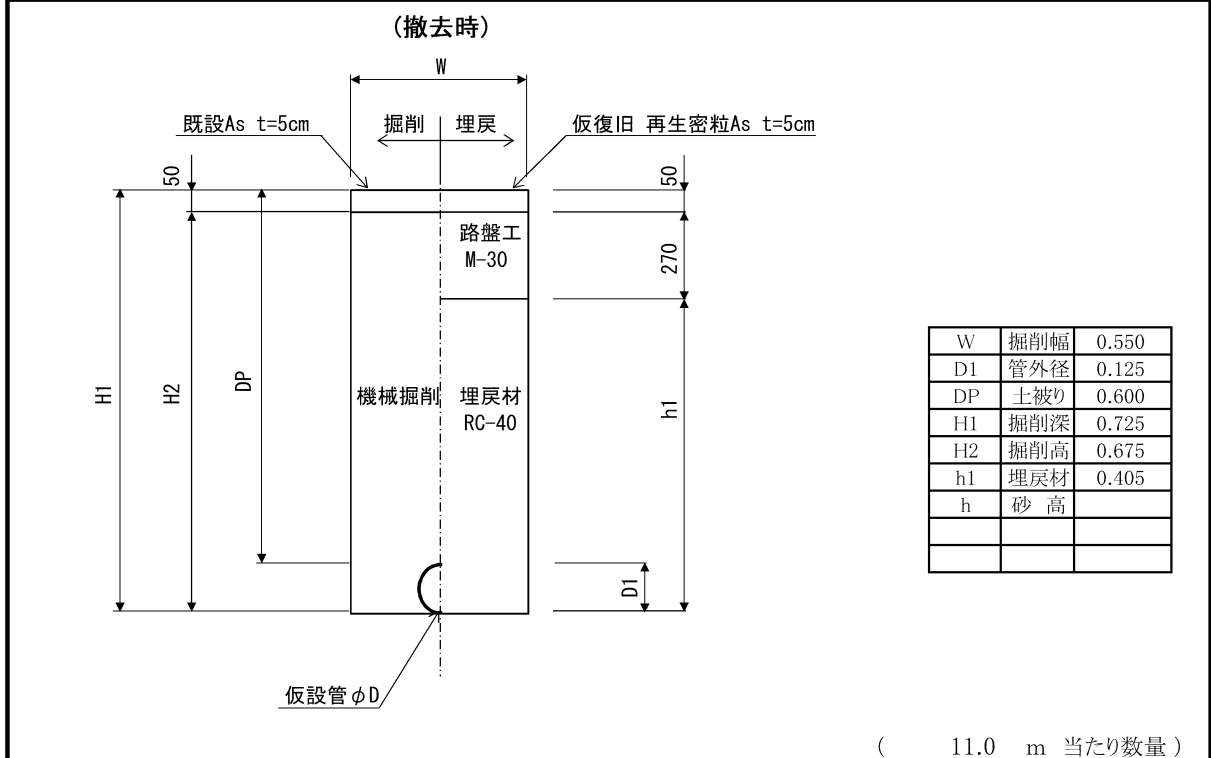 (撤去時)
W
既設As t=5cm
掘削 埋戻
仮復旧 再生密粒As t=5cm
50
50
路盤工
M-30
270
H1
H2
DP
機械掘削
埋戻材
RC-40
h1
D1
仮設管φD
W 掘削幅 0.550
D1 管外径 0.125
DP 土被り 0.600
H1 掘削深 0.725
H2 掘削高 0.675
h1 埋戻材 0.405
h 砂 高
( 11.0 m 当たり数量 )